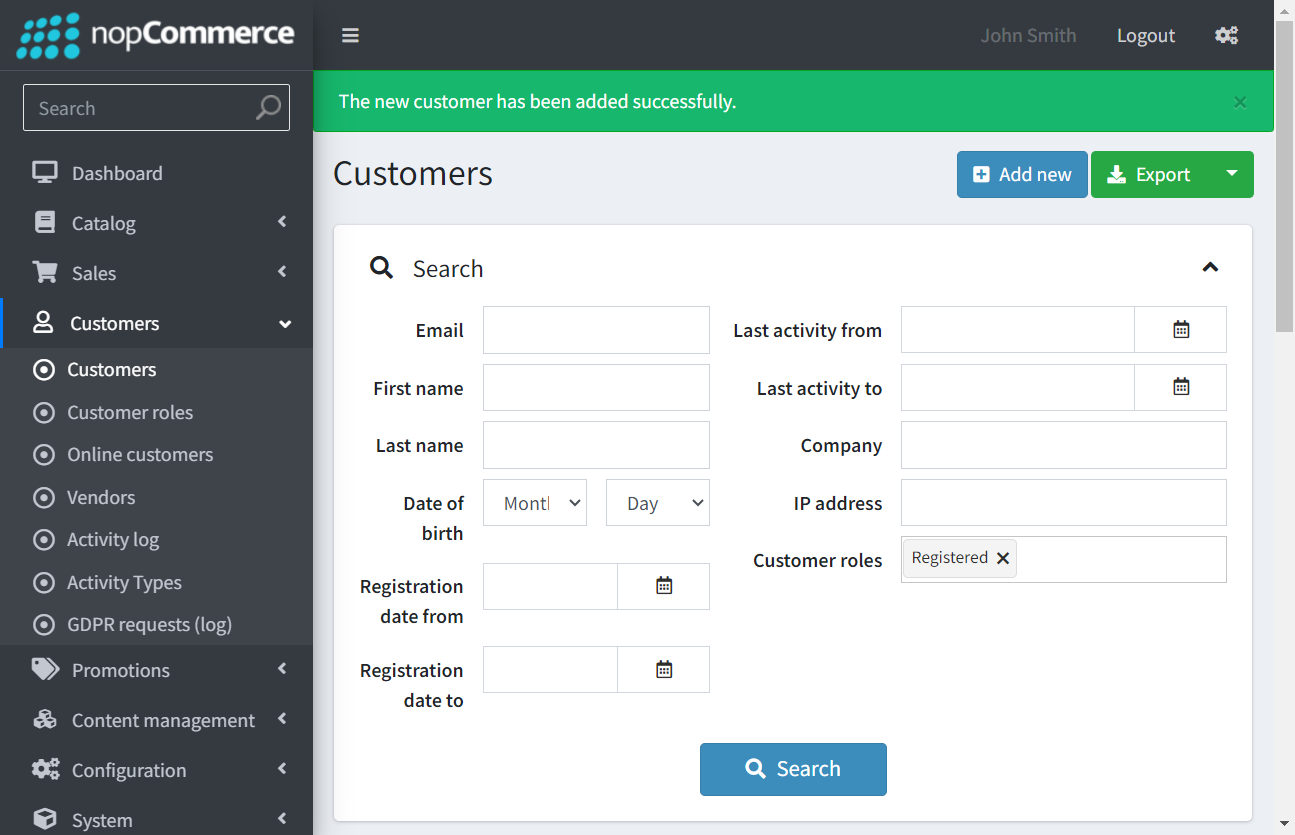 nopCommerce
John Smith
Logout
Search
The new customer has been added successfully.
×
Customers
Add new
Export
Dashboard
Catalog
Sales
Customers
Customers
Customer roles
Online customers
Vendors
Activity log
Activity Types
GDPR requests (log)
Promotions
Content management
Configuration
System
Search
Email
First name
Last name
Date of
birth
Month
Day
Registration
date from
Registration
date to
Last activity from
Last activity to
Company
IP address
Customer roles
Registered
Search